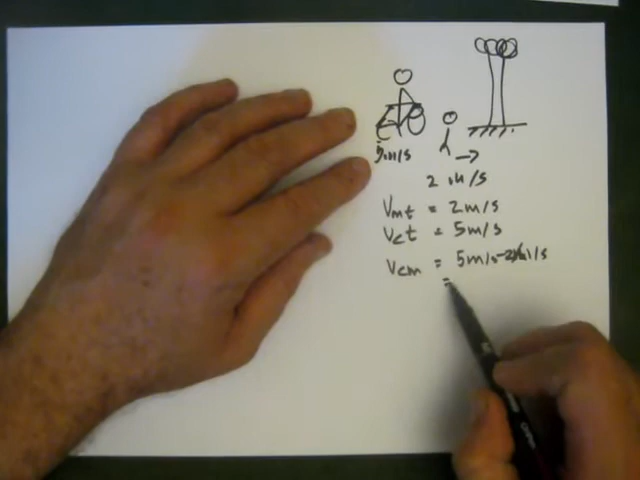 5m/s
2 m/s
Vmt = 2m/s
Vct = 5m/s
Vcm = 5m/s-2m/s
=